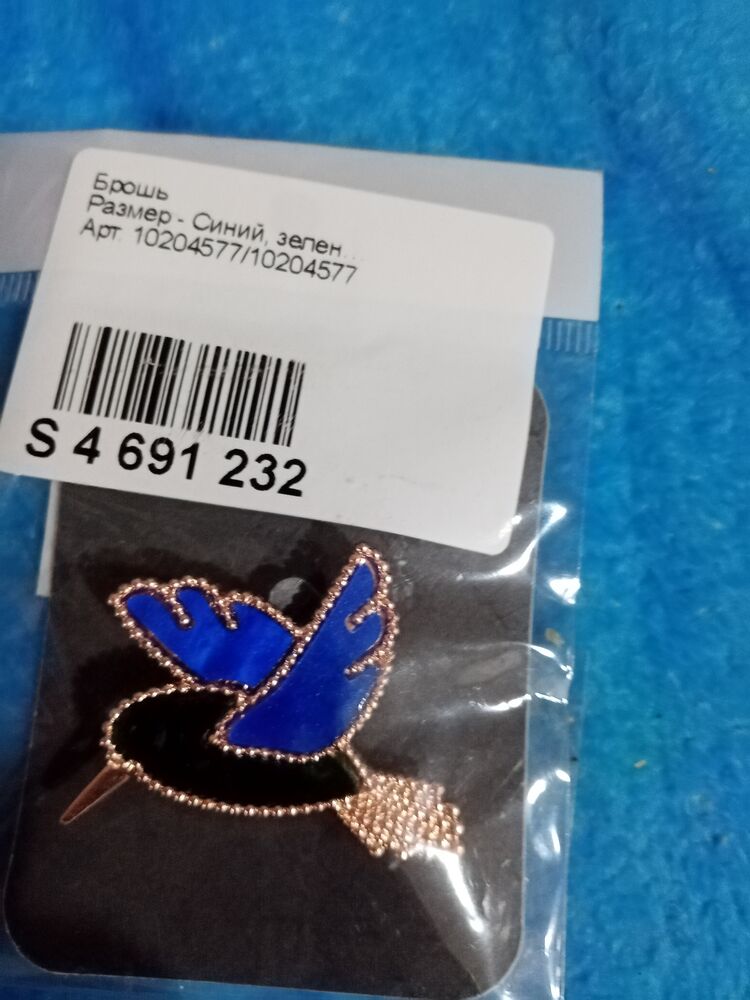 Брошь
Размер - Синий, зелен...
Арт. 10204577/10204577
S 4 691 232